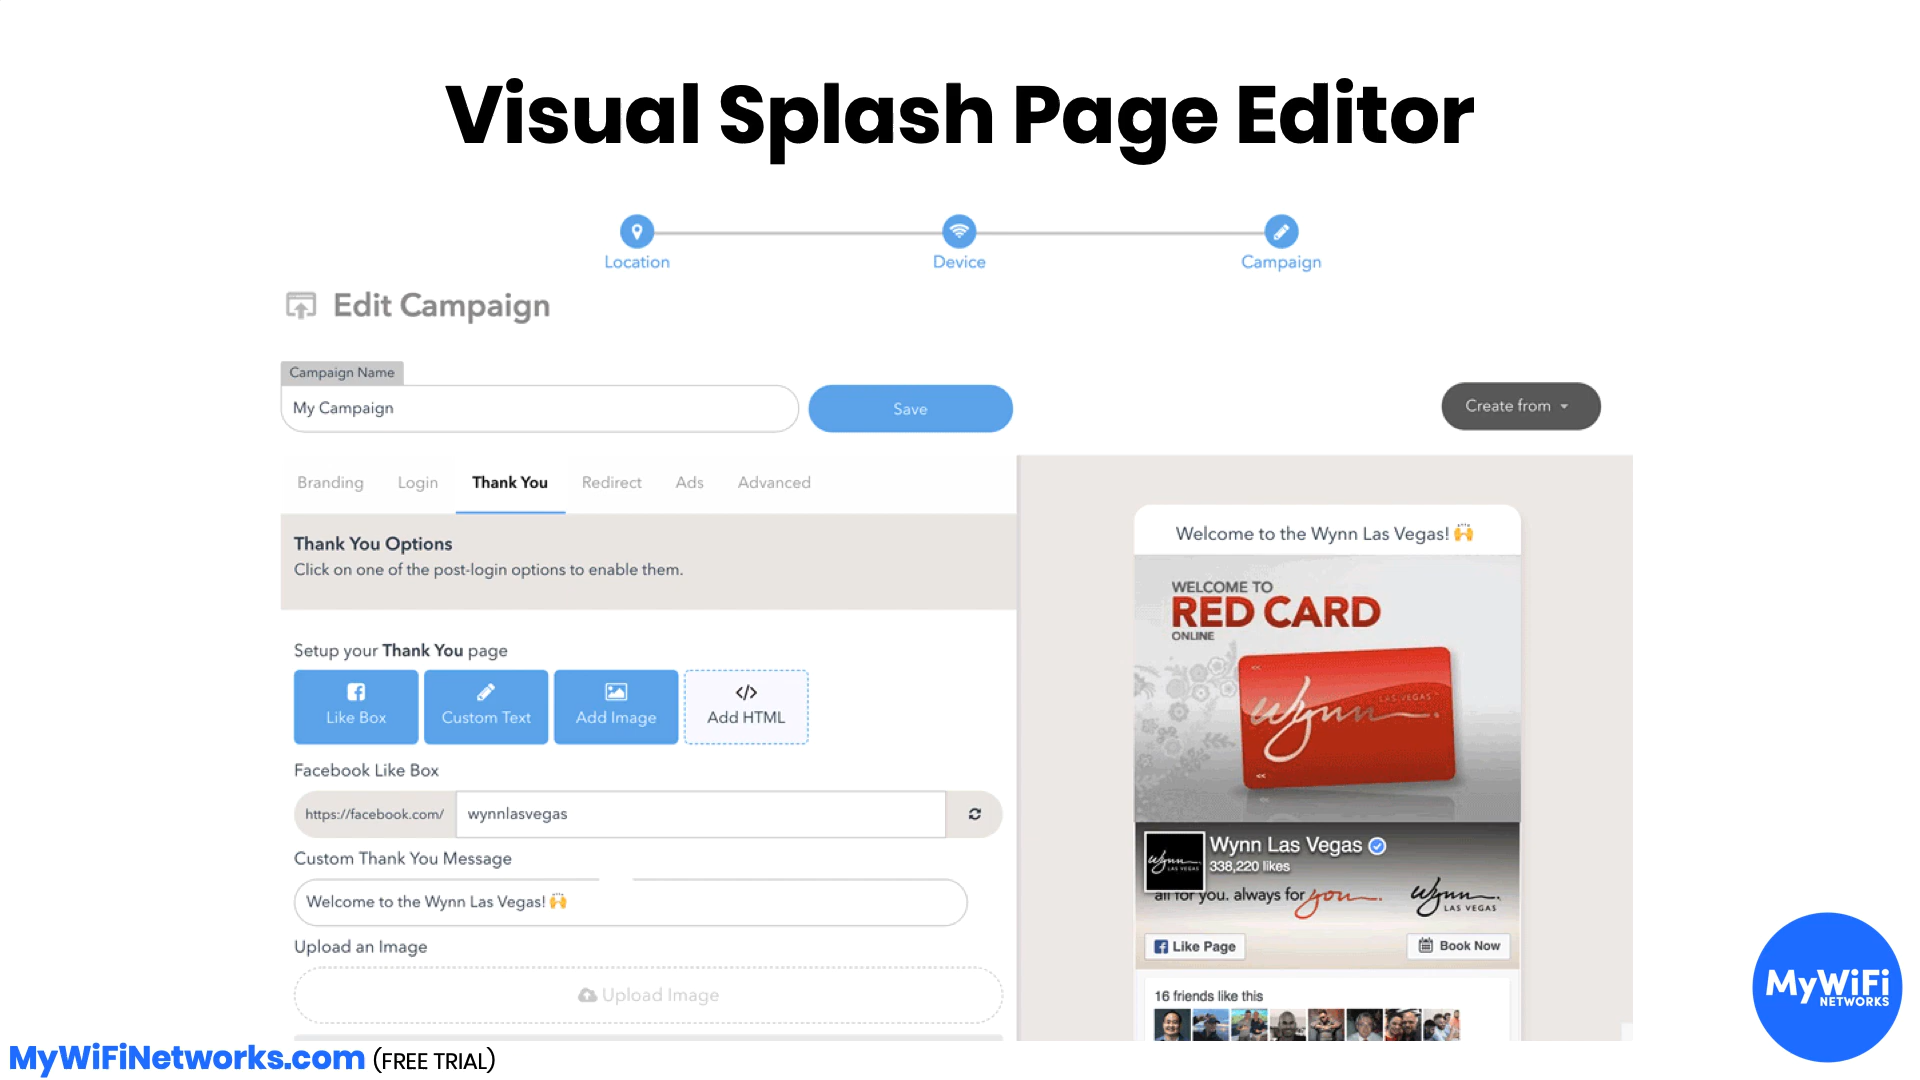 Visual Splash Page Editor
Location
Device
Campaign
Edit Campaign
Campaign Name
My Campaign
Save
Create from
Branding
Login
Thank You
Redirect
Ads
Advanced
Thank You Options
Click on one of the post-login options to enable them.
Setup your Thank You page
Like Box
Custom Text
Add Image
</>
Add HTML
Facebook Like Box
https://facebook.com/
wynnlasvegas
Custom Thank You Message
Welcome to the Wynn Las Vegas! 🙌
Upload an Image
Upload Image
Welcome to the Wynn Las Vegas! 🙌
WELCOME TO
RED CARD
ONLINE
<<
LAS VEGAS
Wynn
<<
Wynn Las Vegas
338,220 likes
Wynn
LAS VEGAS
all for you. always for you.
Wynn
LAS VEGAS
Like Page
Book Now
16 friends like this
MyWiFi
NETWORKS
MyWiFiNetworks.com (FREE TRIAL)